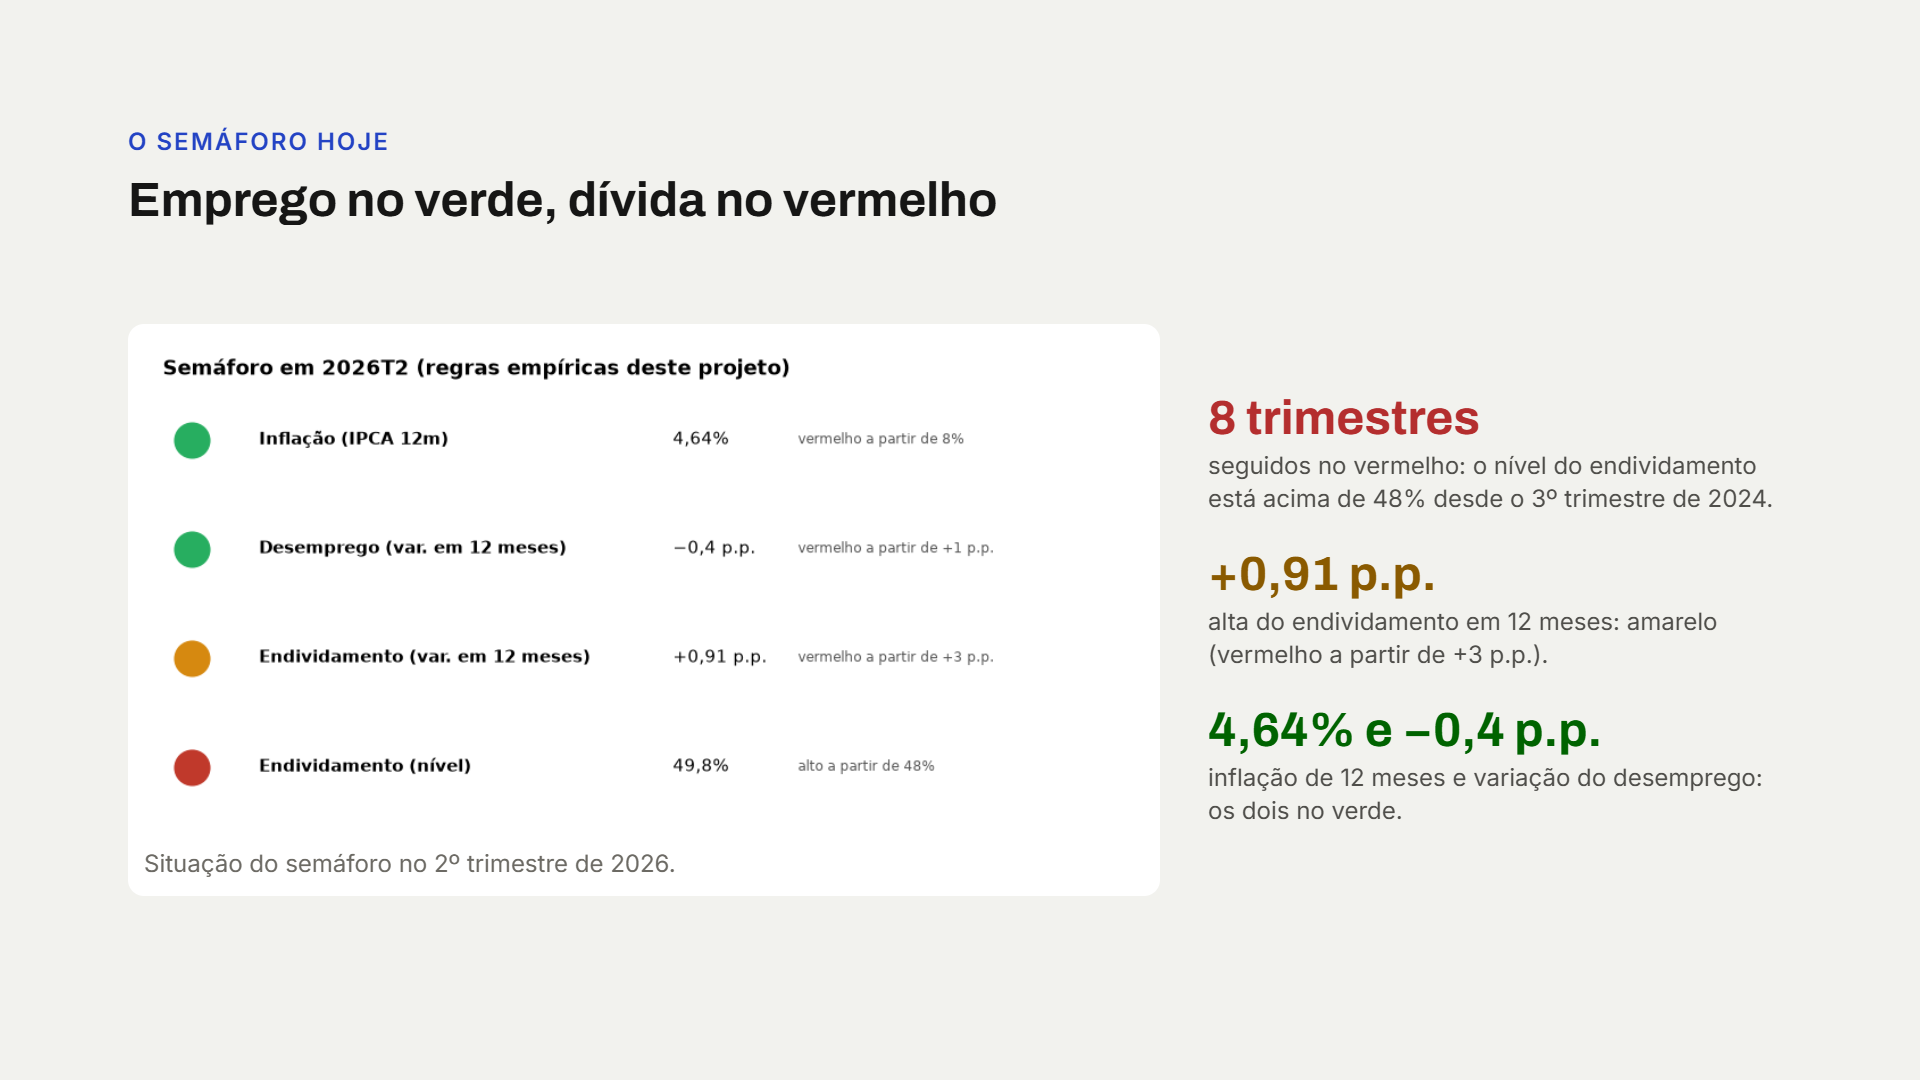 O SEMÁFORO HOJE
Emprego no verde, dívida no vermelho
Semáforo em 2026T2 (regras empíricas deste projeto)
Inflação (IPCA 12m) 4,64% vermelho a partir de 8%
Desemprego (var. em 12 meses) −0,4 p.p. vermelho a partir de +1 p.p.
Endividamento (var. em 12 meses) +0,91 p.p. vermelho a partir de +3 p.p.
Endividamento (nível) 49,8% alto a partir de 48%
Situação do semáforo no 2º trimestre de 2026.
8 trimestres
seguidos no vermelho: o nível do endividamento
está acima de 48% desde o 3º trimestre de 2024.
+0,91 p.p.
alta do endividamento em 12 meses: amarelo
(vermelho a partir de +3 p.p.).
4,64% e −0,4 p.p.
inflação de 12 meses e variação do desemprego:
os dois no verde.